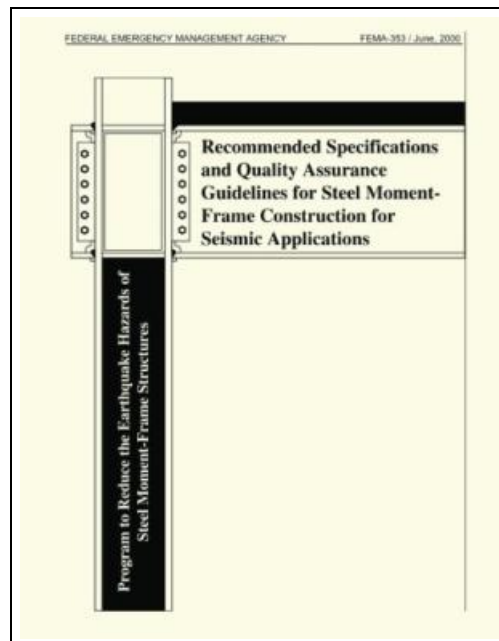 FEDERAL EMERGENCY MANAGEMENT AGENCY FEMA-353 / June, 2000
Recommended Specifications
and Quality Assurance
Guidelines for Steel Moment-
Frame Construction for
Seismic Applications
Program to Reduce the Earthquake Hazards of
Steel Moment-Frame Structures